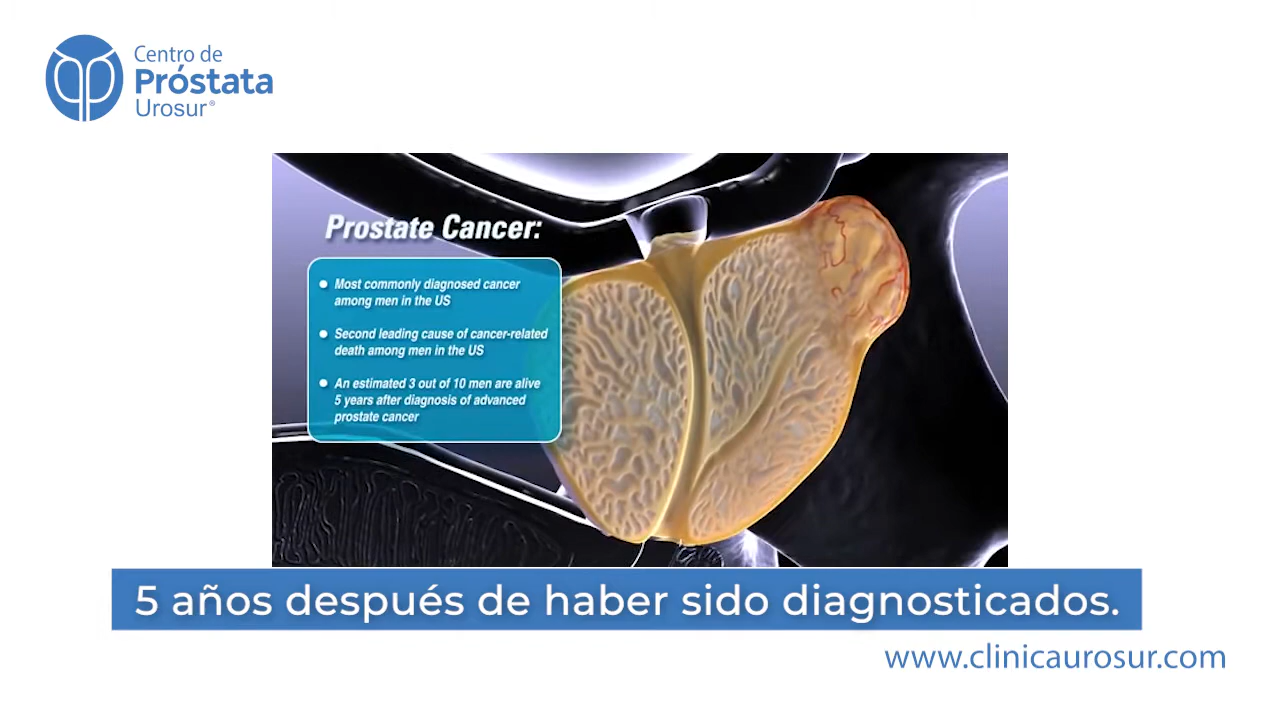 Centro de
Próstata
Urosur®
Prostate Cancer:
• Most commonly diagnosed cancer
among men in the US
• Second leading cause of cancer-related
death among men in the US
• An estimated 3 out of 10 men are alive
5 years after diagnosis of advanced
prostate cancer
5 años después de haber sido diagnosticados.
www.clinicaurosur.com